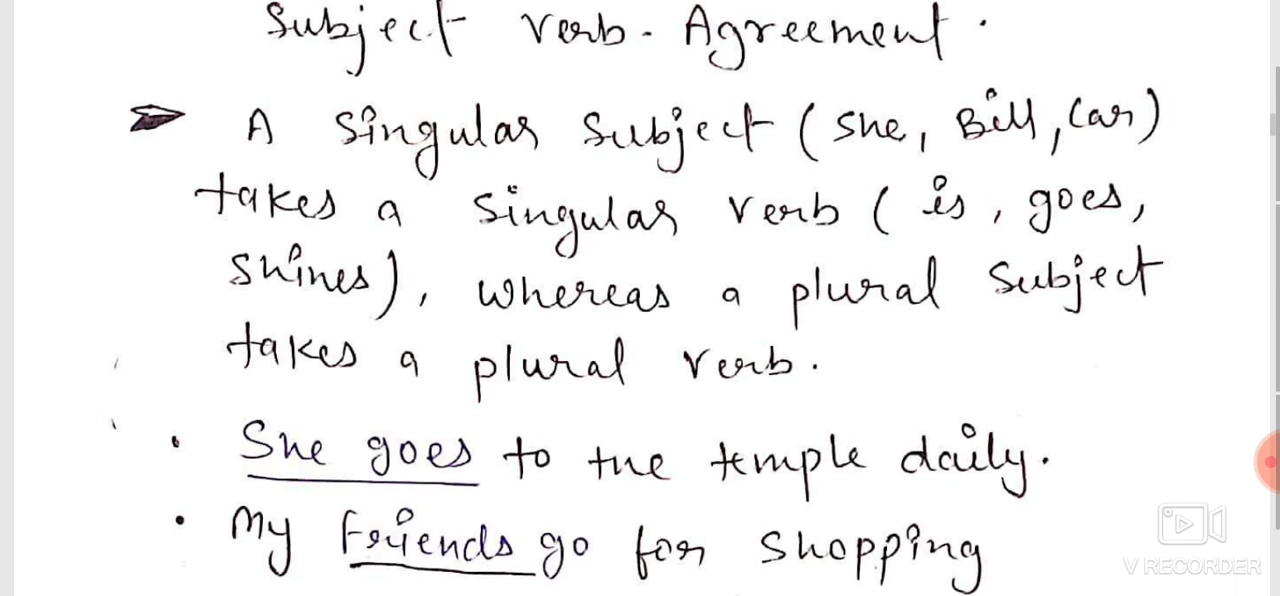 Subject Verb - Agreement .
➢ A singular subject ( she, Bill, Car )
takes a singular verb ( is, goes,
shines ), whereas a plural subject
takes a plural verb .
• She goes to the temple daily.
• My friends go for shopping
V RECORDER